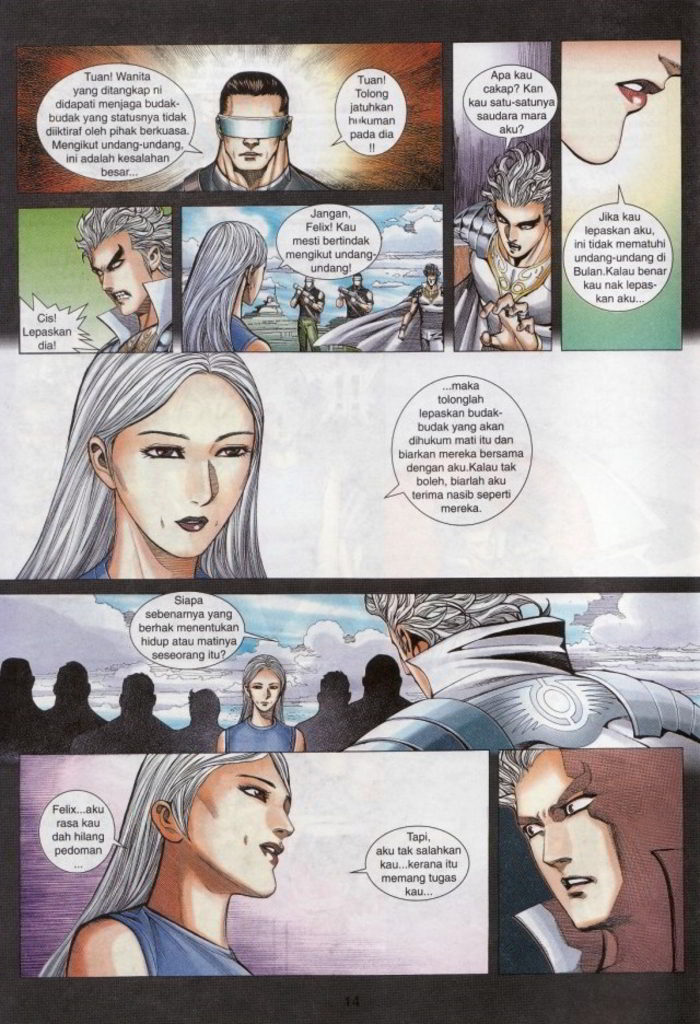 Tuan! Wanita
yang ditangkap ni
didapati menjaga budak-
budak yang statusnya tidak
diiktiraf oleh pihak berkuasa.
Mengikut undang-undang,
ini adalah kesalahan
besar...
Tuan!
Tolong
jatuhkan
hukuman
pada dia
!!
Cis!
Lepaskan
dia!
Jangan,
Felix! Kau
mesti bertindak
mengikut undang-
undang!
Apa kau
cakap? Kan
kau satu-satunya
saudara mara
aku?
Jika kau
lepaskan aku,
ini tidak mematuhi
undang-undang di
Bulan.Kalau benar
kau nak lepas-
kan aku...
...maka
tolonglah
lepaskan budak-
budak yang akan
dihukum mati itu dan
biarkan mereka bersama
dengan aku.Kalau tak
boleh, biarlah aku
terima nasib seperti
mereka.
Siapa
sebenarnya yang
berhak menentukan
hidup atau matinya
seseorang itu?
Felix...aku
rasa kau
dah hilang
pedoman
...
Tapi,
aku tak salahkan
kau...kerana itu
memang tugas
kau...
14